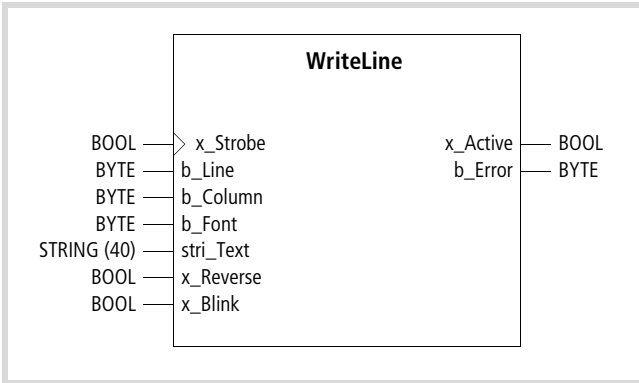 WriteLine
BOOL x_Strobe x_Active BOOL
BYTE b_Line b_Error BYTE
BYTE b_Column
BYTE b_Font
STRING (40) stri_Text
BOOL x_Reverse
BOOL x_Blink